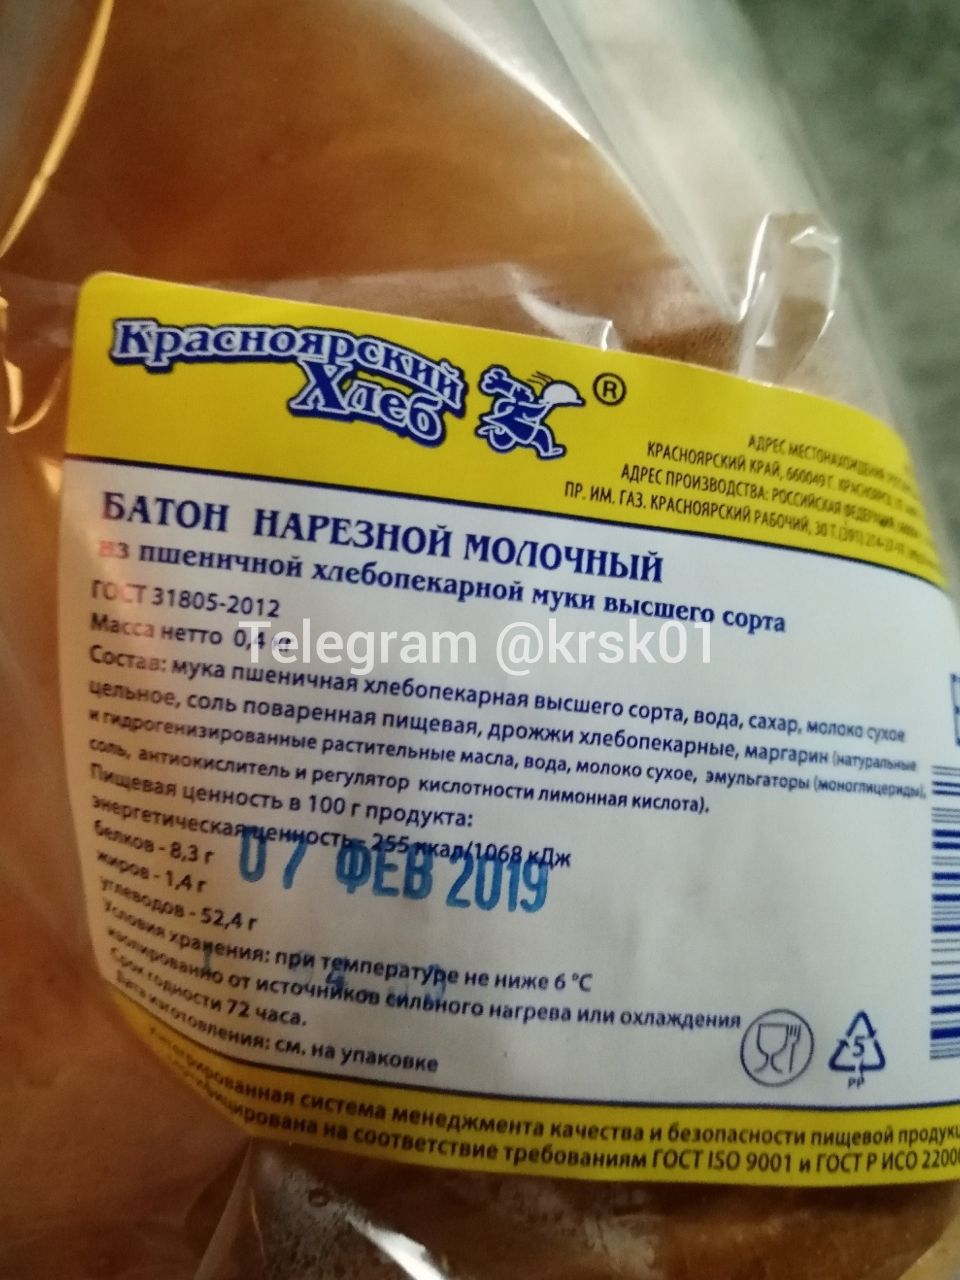 Красноярский
Хлеб
®
АДРЕС МЕСТОНАХОЖДЕНИЯ
КРАСНОЯРСКИЙ КРАЙ, 660049 Г. КРАСНОЯРСК
АДРЕС ПРОИЗВОДСТВА: РОССИЙСКАЯ ФЕДЕРАЦИЯ
ПР. ИМ. ГАЗ. КРАСНОЯРСКИЙ РАБОЧИЙ, 30 Т.(391)
БАТОН НАРЕЗНОЙ МОЛОЧНЫЙ
из пшеничной хлебопекарной муки высшего сорта
ГОСТ 31805-2012
Масса нетто 0,4 кг
Telegram @krsk01
Состав: мука пшеничная хлебопекарная высшего сорта, вода, сахар, молоко сухое
цельное, соль поваренная пищевая, дрожжи хлебопекарные, маргарин (натуральные
и гидрогенизированные растительные масла, вода, молоко сухое, эмульгаторы (моноглицериды),
соль, антиокислитель и регулятор кислотности лимонная кислота).
Пищевая ценность в 100 г продукта:
энергетическая ценность - 255 ккал/1068 кДж
белков - 8,3 г
07 ФЕВ 2019
жиров - 1,4 г
углеводов - 52,4 г
Условия хранения: при температуре не ниже 6 °С
изолированно от источников сильного нагрева или охлаждения
Срок годности 72 часа.
Дата изготовления: см. на упаковке
5
PP
Интегрированная система менеджмента качества и безопасности пищевой продукц
сертифицирована на соответствие требованиям ГОСТ ISO 9001 и ГОСТ Р ИСО 22000